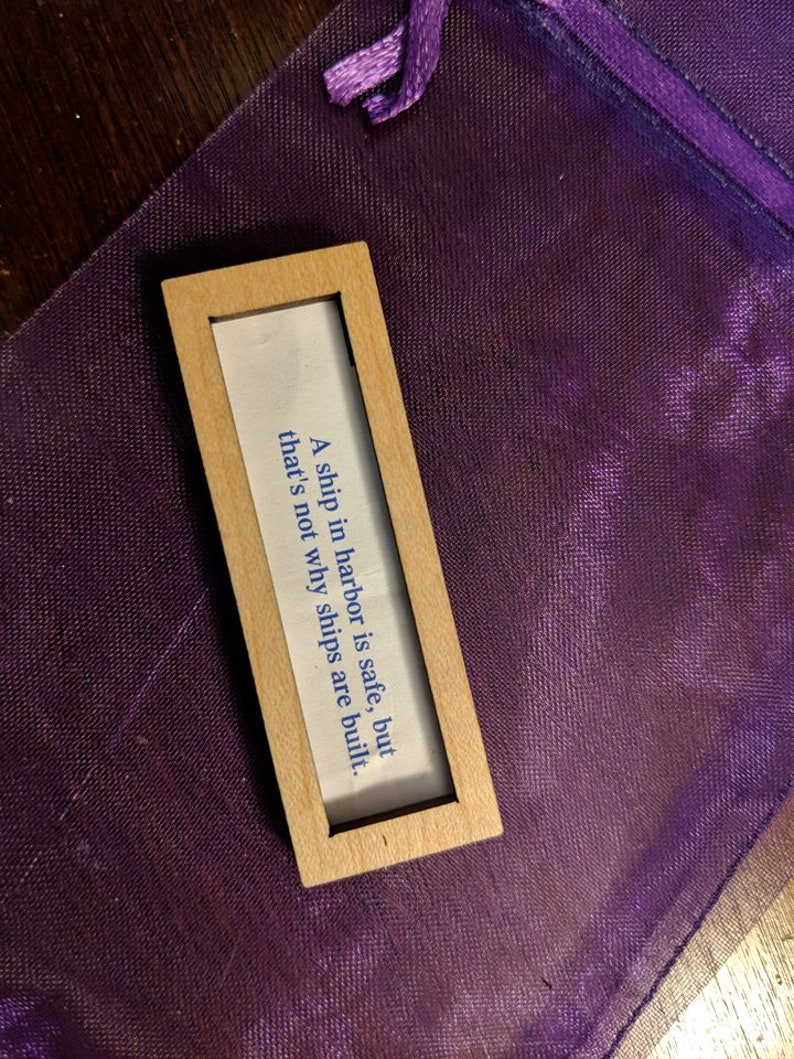 A ship in harbor is safe, but
that's not why ships are built.